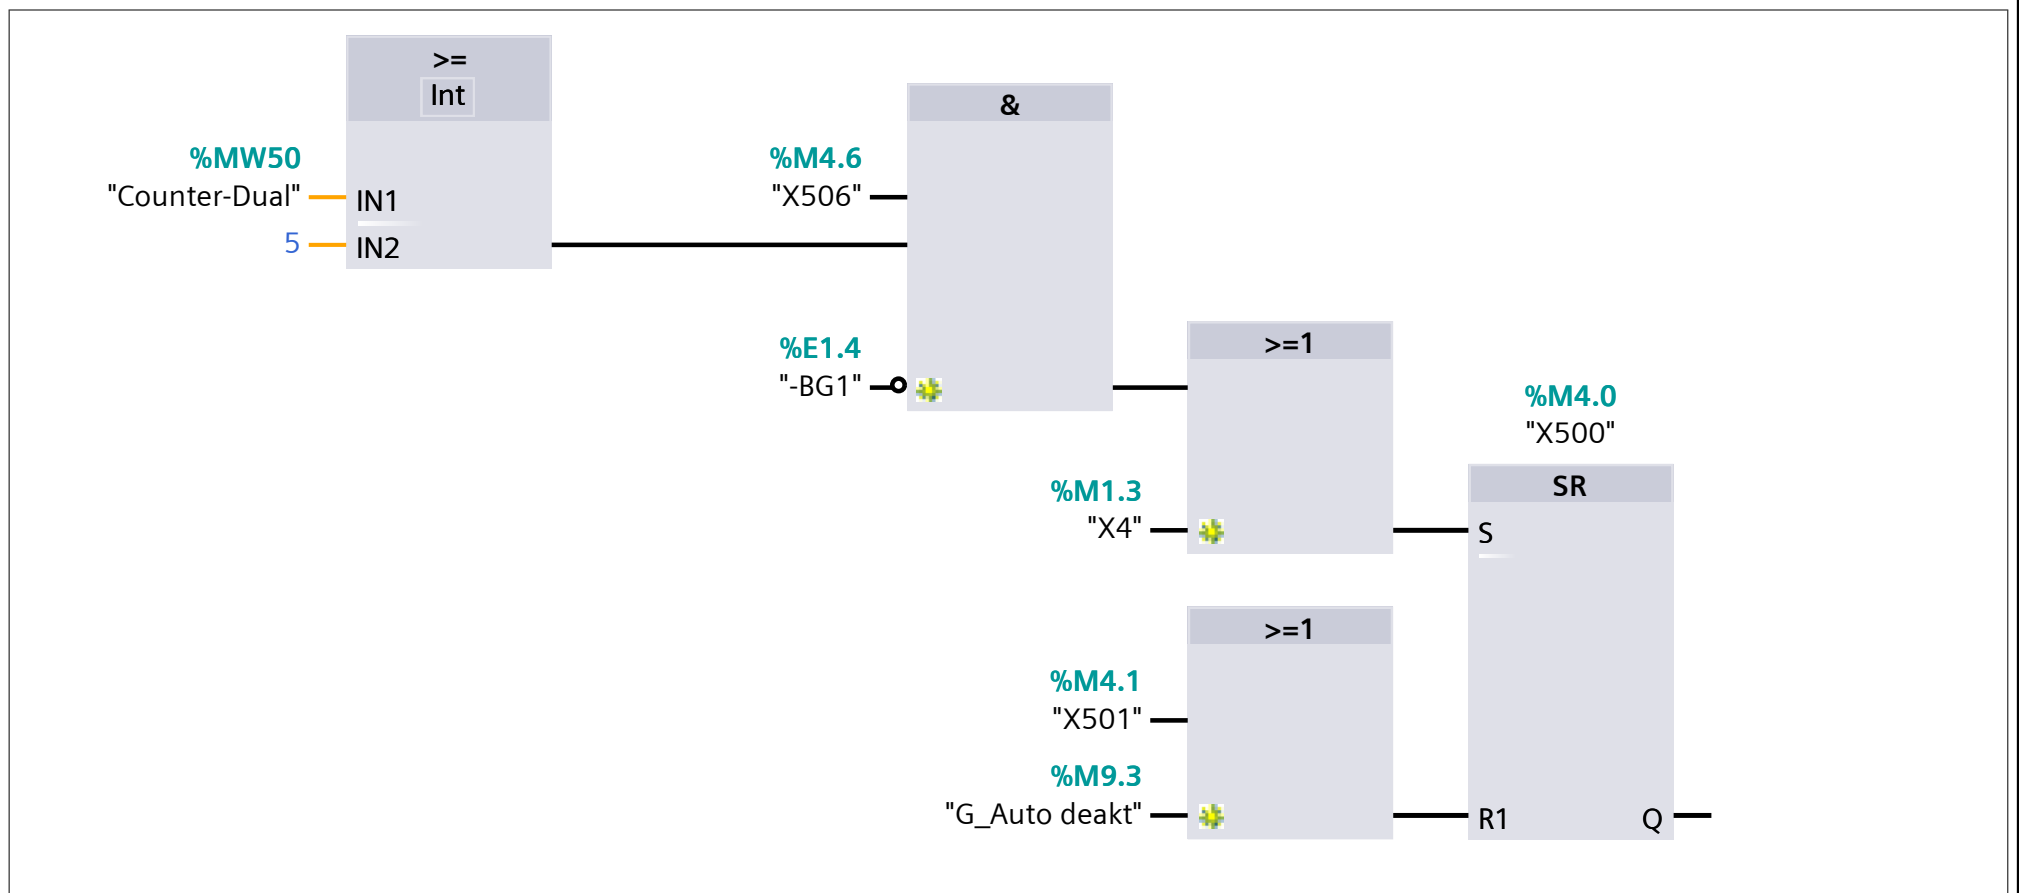 >=
Int
%MW50
"Counter-Dual"
IN1
5
IN2
&
%M4.6
"X506"
%E1.4
"-BG1"
>=1
%M1.3
"X4"
%M4.0
"X500"
SR
S
>=1
%M4.1
"X501"
%M9.3
"G_Auto deakt"
R1
Q